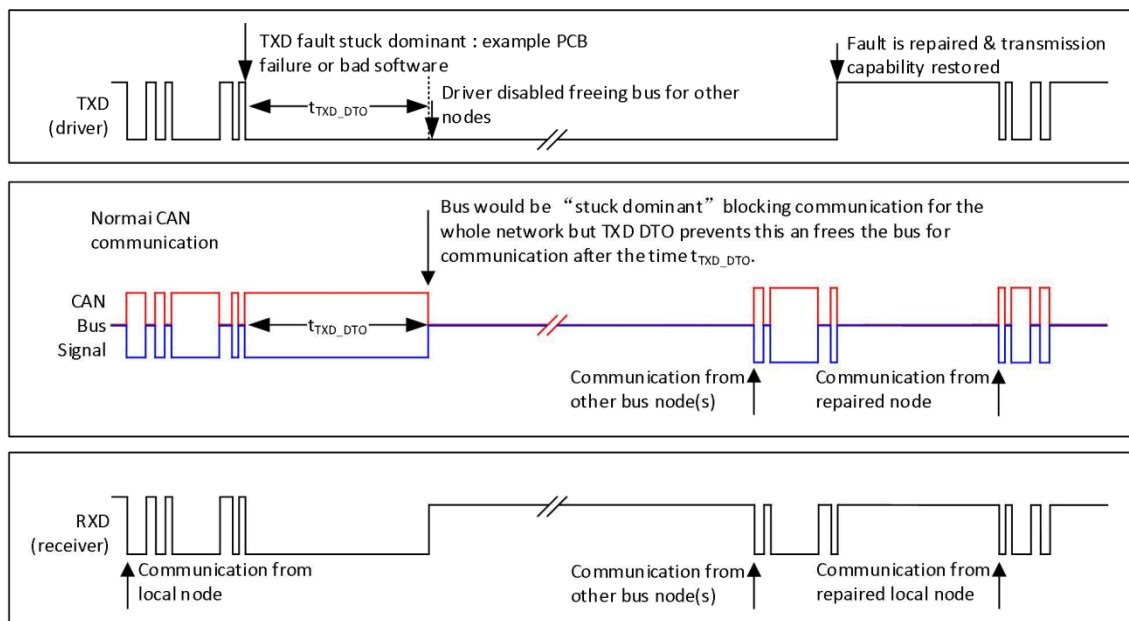 TXD fault stuck dominant : example PCB
failure or bad software
Fault is repaired & transmission
capability restored
TXD
(driver)
tTXD_DTO
Driver disabled freeing bus for other
nodes
Normai CAN
communication
Bus would be “stuck dominant” blocking communication for the
whole network but TXD DTO prevents this an frees the bus for
communication after the time tTXD_DTO.
CAN
Bus
Signal
tTXD_DTO
Communication from
other bus node(s)
Communication from
repaired node
RXD
(receiver)
Communication from
local node
Communication from
other bus node(s)
Communication from
repaired local node